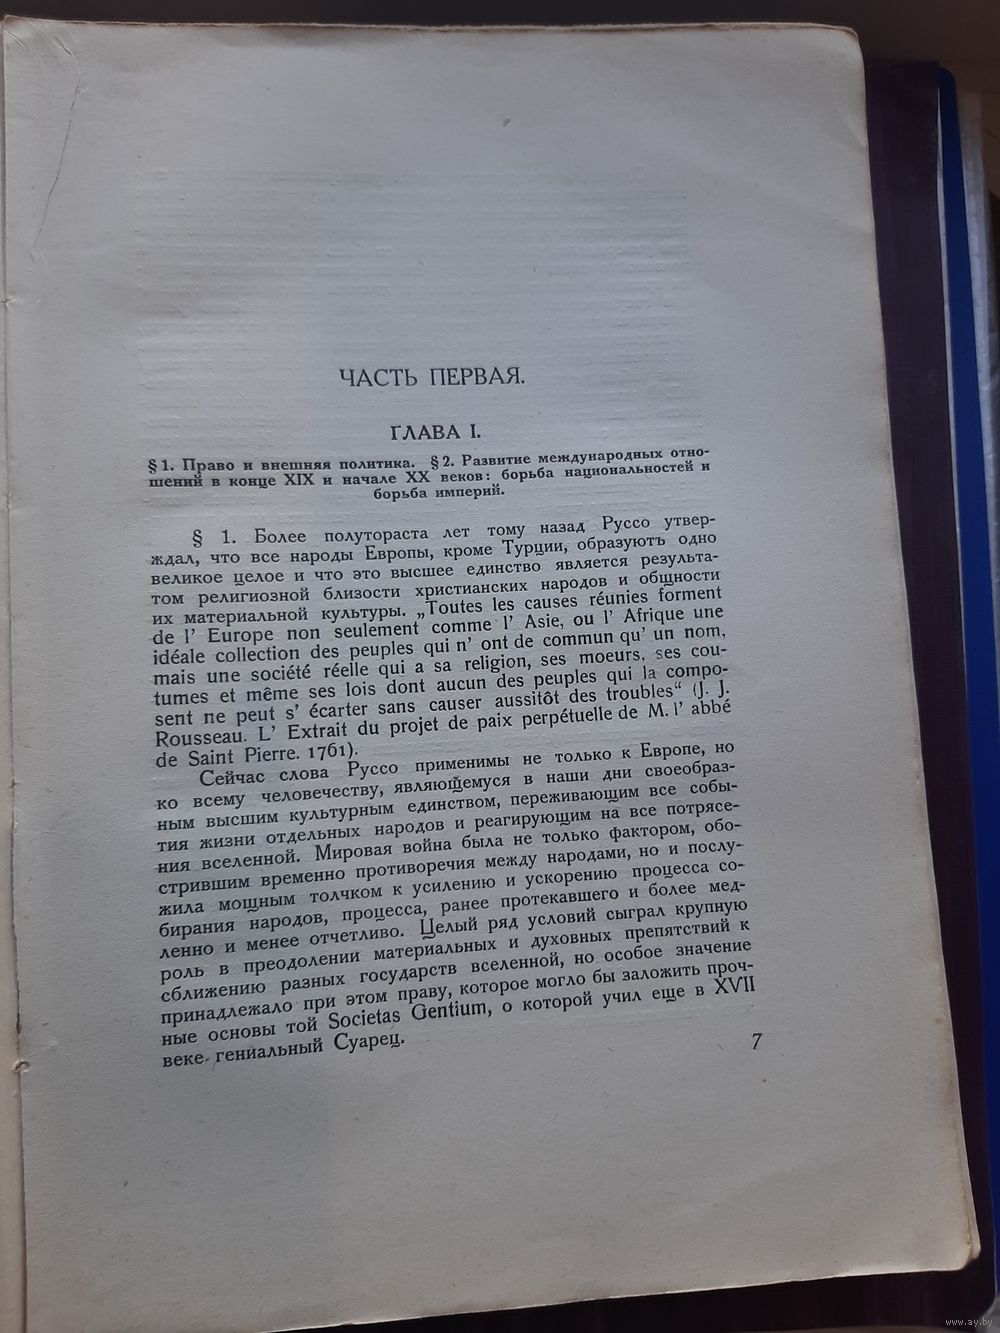 ЧАСТЬ ПЕРВАЯ.
ГЛАВА I.
§ 1. Право и внешняя политика. § 2. Развитие международных отно-
шений в конце XIX и начале XX веков: борьба национальностей и
борьба империй.
§ 1. Более полутораста лет тому назад Руссо утвер-
ждал, что все народы Европы, кроме Турции, образуютъ одно
великое целое и что это высшее единство является результа-
том религиозной близости христианских народов и общности
их материальной культуры. „Toutes les causes réunies forment
de l' Europe non seulement comme l' Asie, ou l' Afrique une
idéale collection des peuples qui n' ont de commun qu' un nom,
mais une société réelle qui a sa religion, ses moeurs, ses cou-
tumes et même ses lois dont aucun des peuples qui la compo-
sent ne peut s' écarter sans causer aussitôt des troubles“ (J. J.
Rousseau. L' Extrait du projet de paix perpétuelle de M. l' abbé
de Saint Pierre. 1761).
Сейчас слова Руссо применимы не только к Европе, но
ко всему человечеству, являющемуся в наши дни своеобраз-
ным высшим культурным единством, переживающим все собы-
тия жизни отдельных народов и реагирующим на все потрясе-
ния вселенной. Мировая война была не только фактором, обо-
стрившим временно противоречия между народами, но и послу-
жила мощным толчком к усилению и ускорению процесса со-
бирания народов, процесса, ранее протекавшего и более мед-
ленно и менее отчетливо. Целый ряд условий сыграл крупную
роль в преодолении материальных и духовных препятствий к
сближению разных государств вселенной, но особое значение
принадлежало при этом праву, которое могло бы заложить проч-
ные основы той Societas Gentium, о которой учил еще в XVII
веке гениальный Суарец.
7
www.ay.by